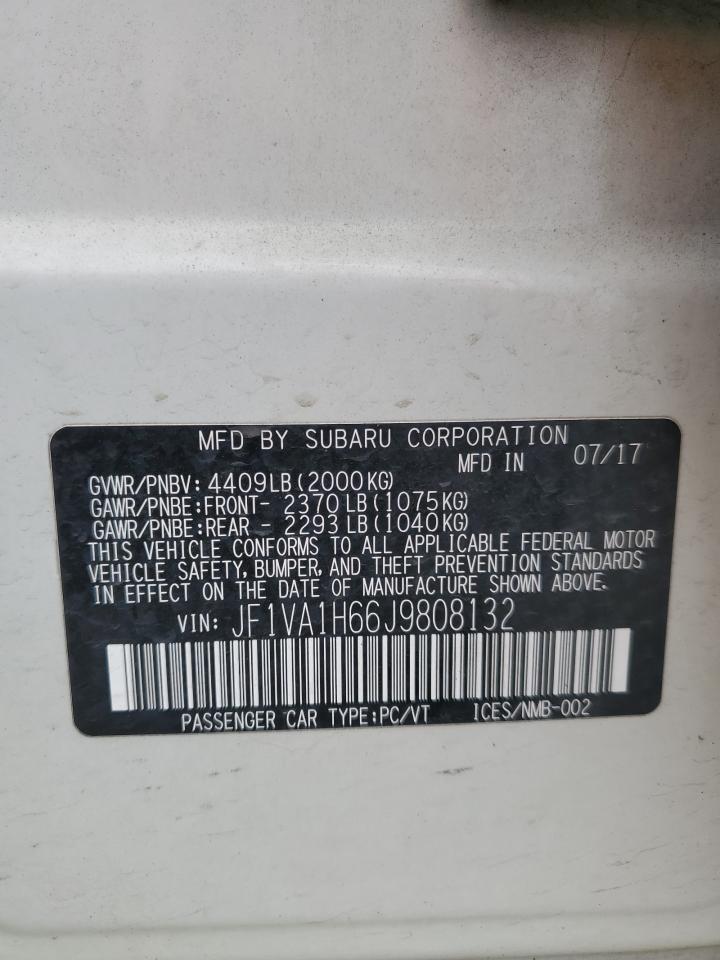 MFD BY SUBARU CORPORATION
MFD IN 07/17
GVWR/PNBV: 4409LB(2000KG)
GAWR/PNBE:FRONT- 2370LB(1075KG)
GAWR/PNBE:REAR - 2293LB(1040KG)
THIS VEHICLE CONFORMS TO ALL APPLICABLE FEDERAL MOTOR
VEHICLE SAFETY, BUMPER, AND THEFT PREVENTION STANDARDS
IN EFFECT ON THE DATE OF MANUFACTURE SHOWN ABOVE.
VIN: JF1VA1H66J9808132
PASSENGER CAR TYPE:PC/VT ICES/NMB-002